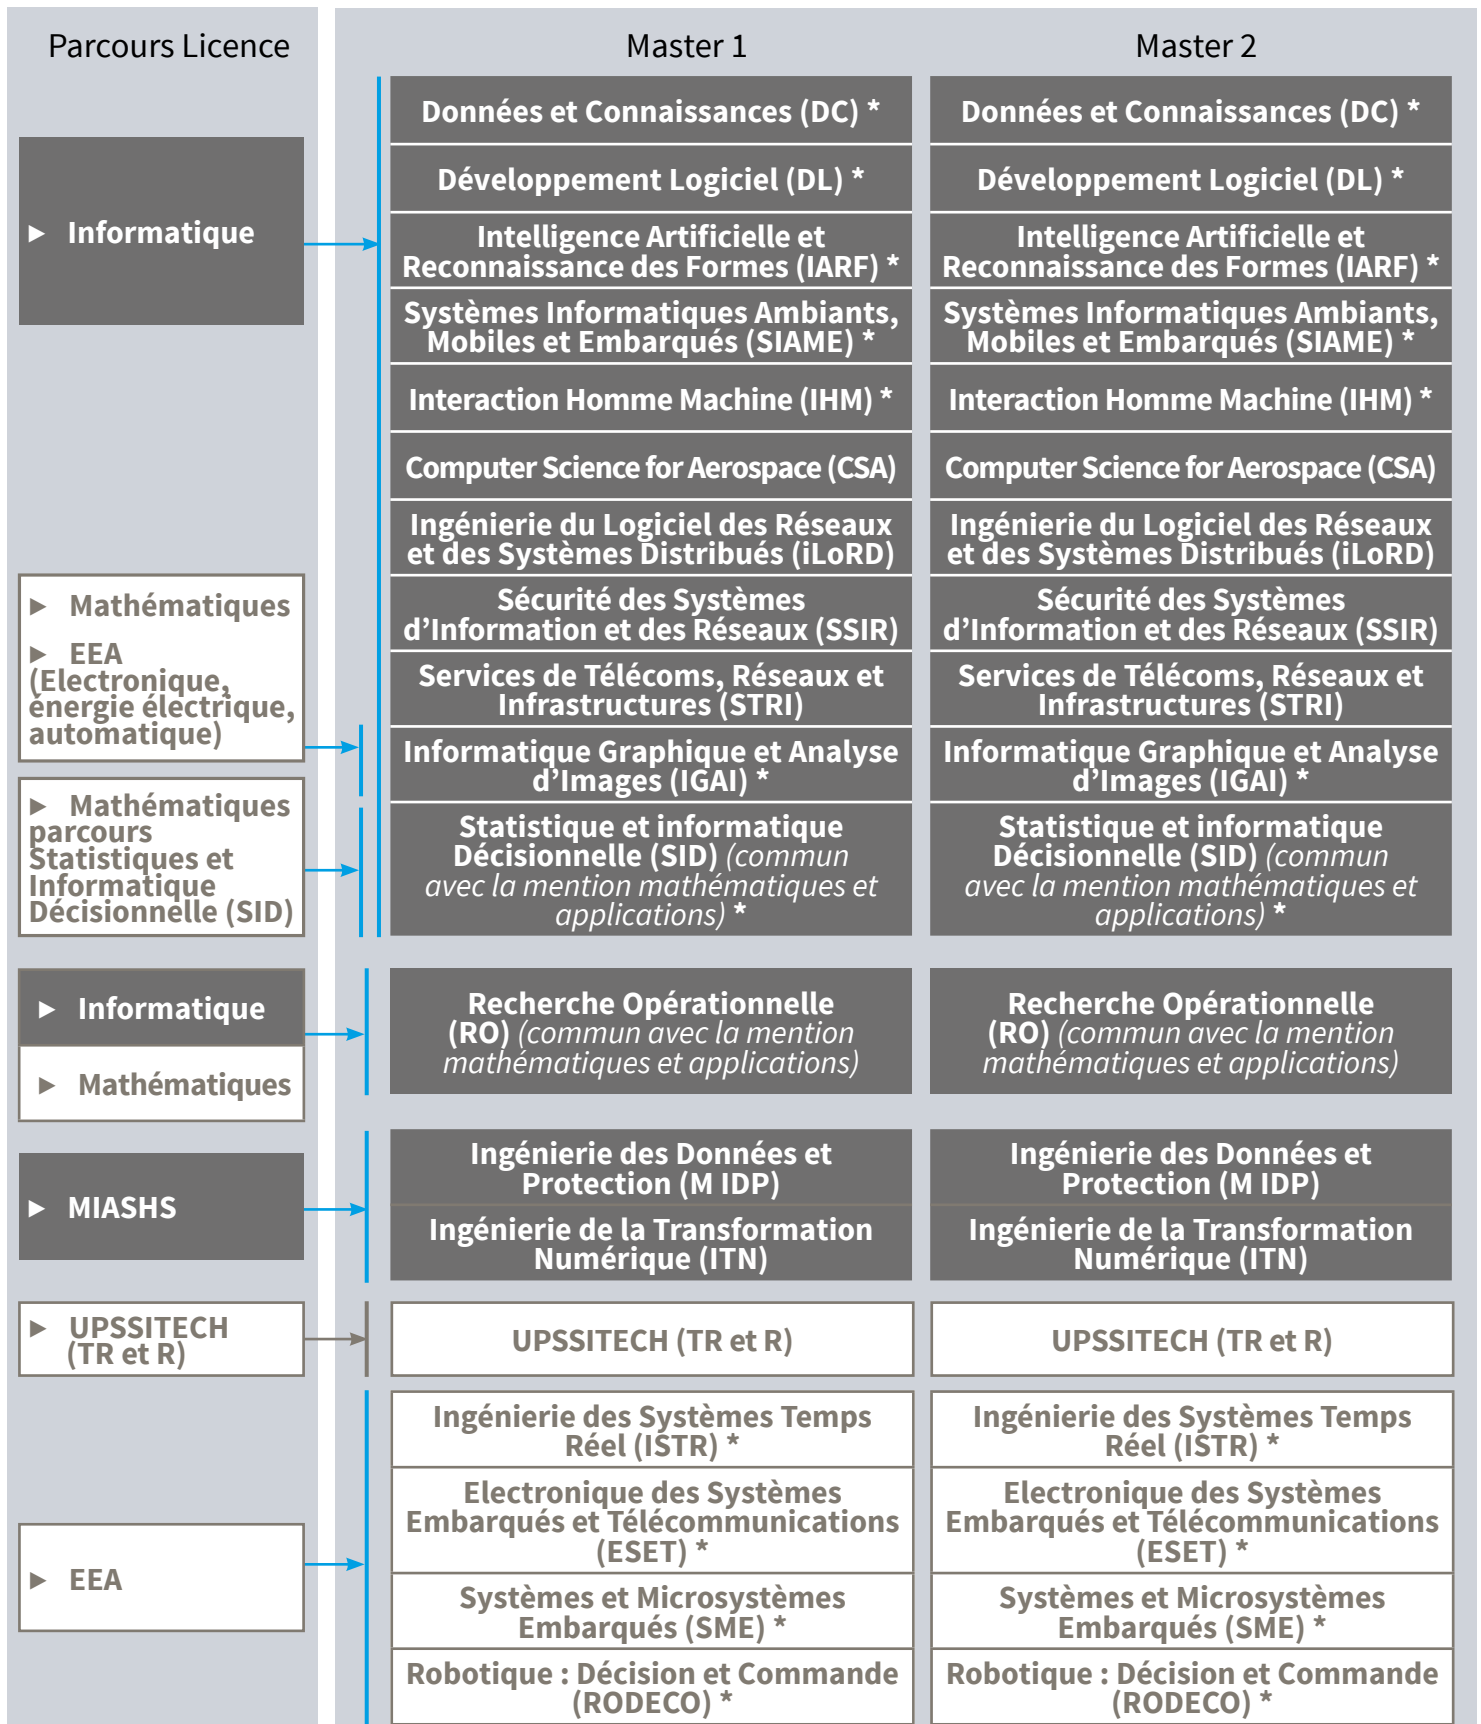 Parcours Licence
Master 1
Master 2
► Informatique
Données et Connaissances (DC) *
Données et Connaissances (DC) *
Développement Logiciel (DL) *
Développement Logiciel (DL) *
Intelligence Artificielle et
Reconnaissance des Formes (IARF) *
Intelligence Artificielle et
Reconnaissance des Formes (IARF) *
Systèmes Informatiques Ambiants,
Mobiles et Embarqués (SIAME) *
Systèmes Informatiques Ambiants,
Mobiles et Embarqués (SIAME) *
Interaction Homme Machine (IHM) *
Interaction Homme Machine (IHM) *
Computer Science for Aerospace (CSA)
Computer Science for Aerospace (CSA)
Ingénierie du Logiciel des Réseaux
et des Systèmes Distribués (iLoRD)
Ingénierie du Logiciel des Réseaux
et des Systèmes Distribués (iLoRD)
► Mathématiques
► EEA
(Electronique,
énergie électrique,
automatique)
Sécurité des Systèmes
d’Information et des Réseaux (SSIR)
Sécurité des Systèmes
d’Information et des Réseaux (SSIR)
Services de Télécoms, Réseaux et
Infrastructures (STRI)
Services de Télécoms, Réseaux et
Infrastructures (STRI)
Informatique Graphique et Analyse
d’Images (IGAI) *
Informatique Graphique et Analyse
d’Images (IGAI) *
► Mathématiques
parcours
Statistiques et
Informatique
Décisionnelle (SID)
Statistique et informatique
Décisionnelle (SID) (commun
avec la mention mathématiques et
applications) *
Statistique et informatique
Décisionnelle (SID) (commun
avec la mention mathématiques et
applications) *
► Informatique
► Mathématiques
Recherche Opérationnelle
(RO) (commun avec la mention
mathématiques et applications)
Recherche Opérationnelle
(RO) (commun avec la mention
mathématiques et applications)
► MIASHS
Ingénierie des Données et
Protection (M IDP)
Ingénierie des Données et
Protection (M IDP)
Ingénierie de la Transformation
Numérique (ITN)
Ingénierie de la Transformation
Numérique (ITN)
► UPSSITECH
(TR et R)
UPSSITECH (TR et R)
UPSSITECH (TR et R)
► EEA
Ingénierie des Systèmes Temps
Réel (ISTR) *
Ingénierie des Systèmes Temps
Réel (ISTR) *
Electronique des Systèmes
Embarqués et Télécommunications
(ESET) *
Electronique des Systèmes
Embarqués et Télécommunications
(ESET) *
Systèmes et Microsystèmes
Embarqués (SME) *
Systèmes et Microsystèmes
Embarqués (SME) *
Robotique : Décision et Commande
(RODECO) *
Robotique : Décision et Commande
(RODECO) *